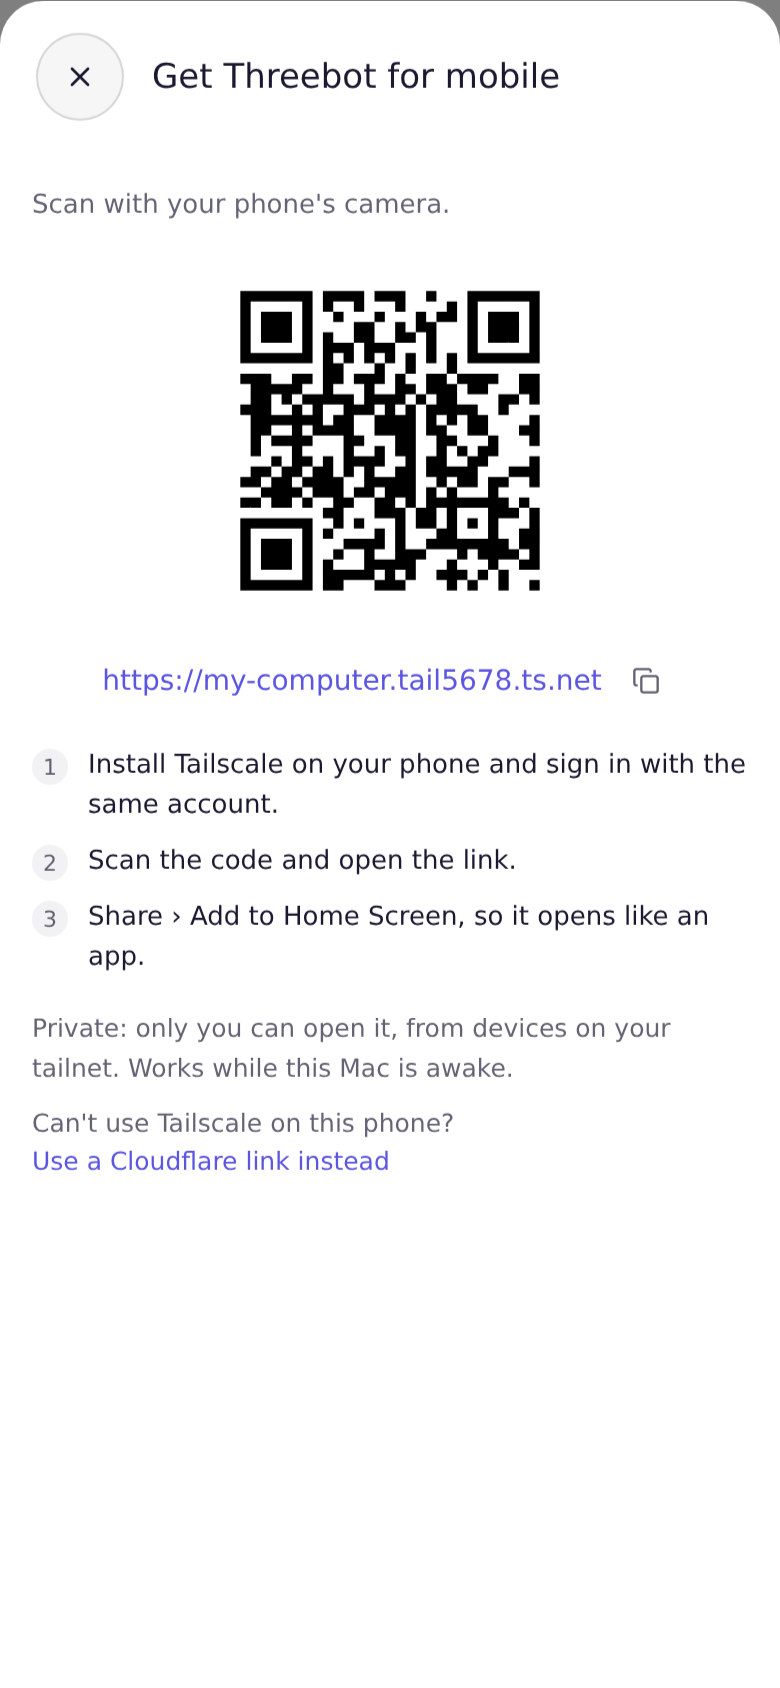 Get Threebot for mobile
Scan with your phone's camera.
https://my-computer.tail5678.ts.net
1 Install Tailscale on your phone and sign in with the
same account.
2 Scan the code and open the link.
3 Share › Add to Home Screen, so it opens like an
app.
Private: only you can open it, from devices on your
tailnet. Works while this Mac is awake.
Can't use Tailscale on this phone?
Use a Cloudflare link instead